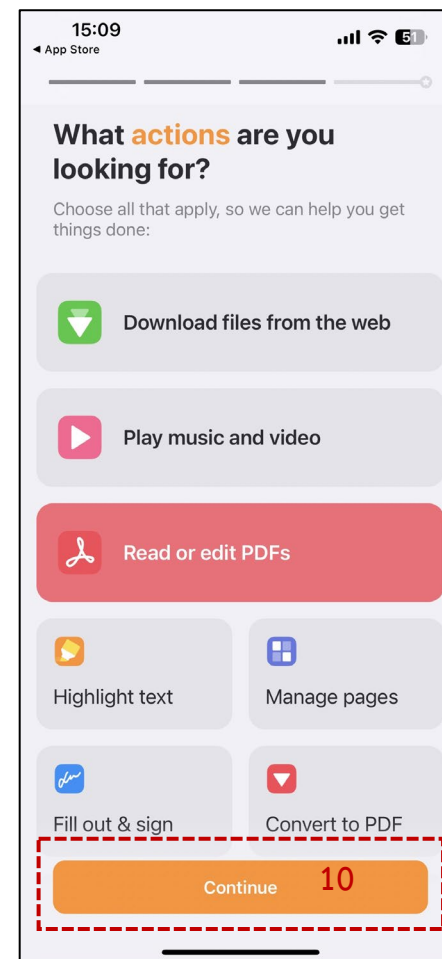 15:09
51
◀ App Store
What actions are you
looking for?
Choose all that apply, so we can help you get
things done:
Download files from the web
Play music and video
Read or edit PDFs
Highlight text
Manage pages
Fill out & sign
Convert to PDF
Continue
10